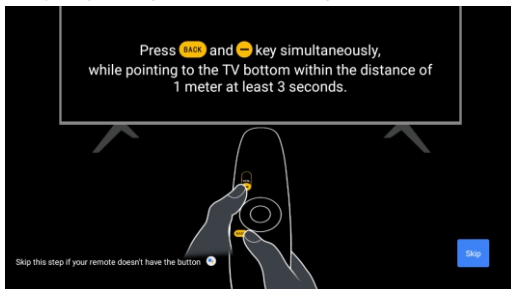 Press BACK and − key simultaneously,
while pointing to the TV bottom within the distance of
1 meter at least 3 seconds.
Skip this step if your remote doesn't have the button
Skip